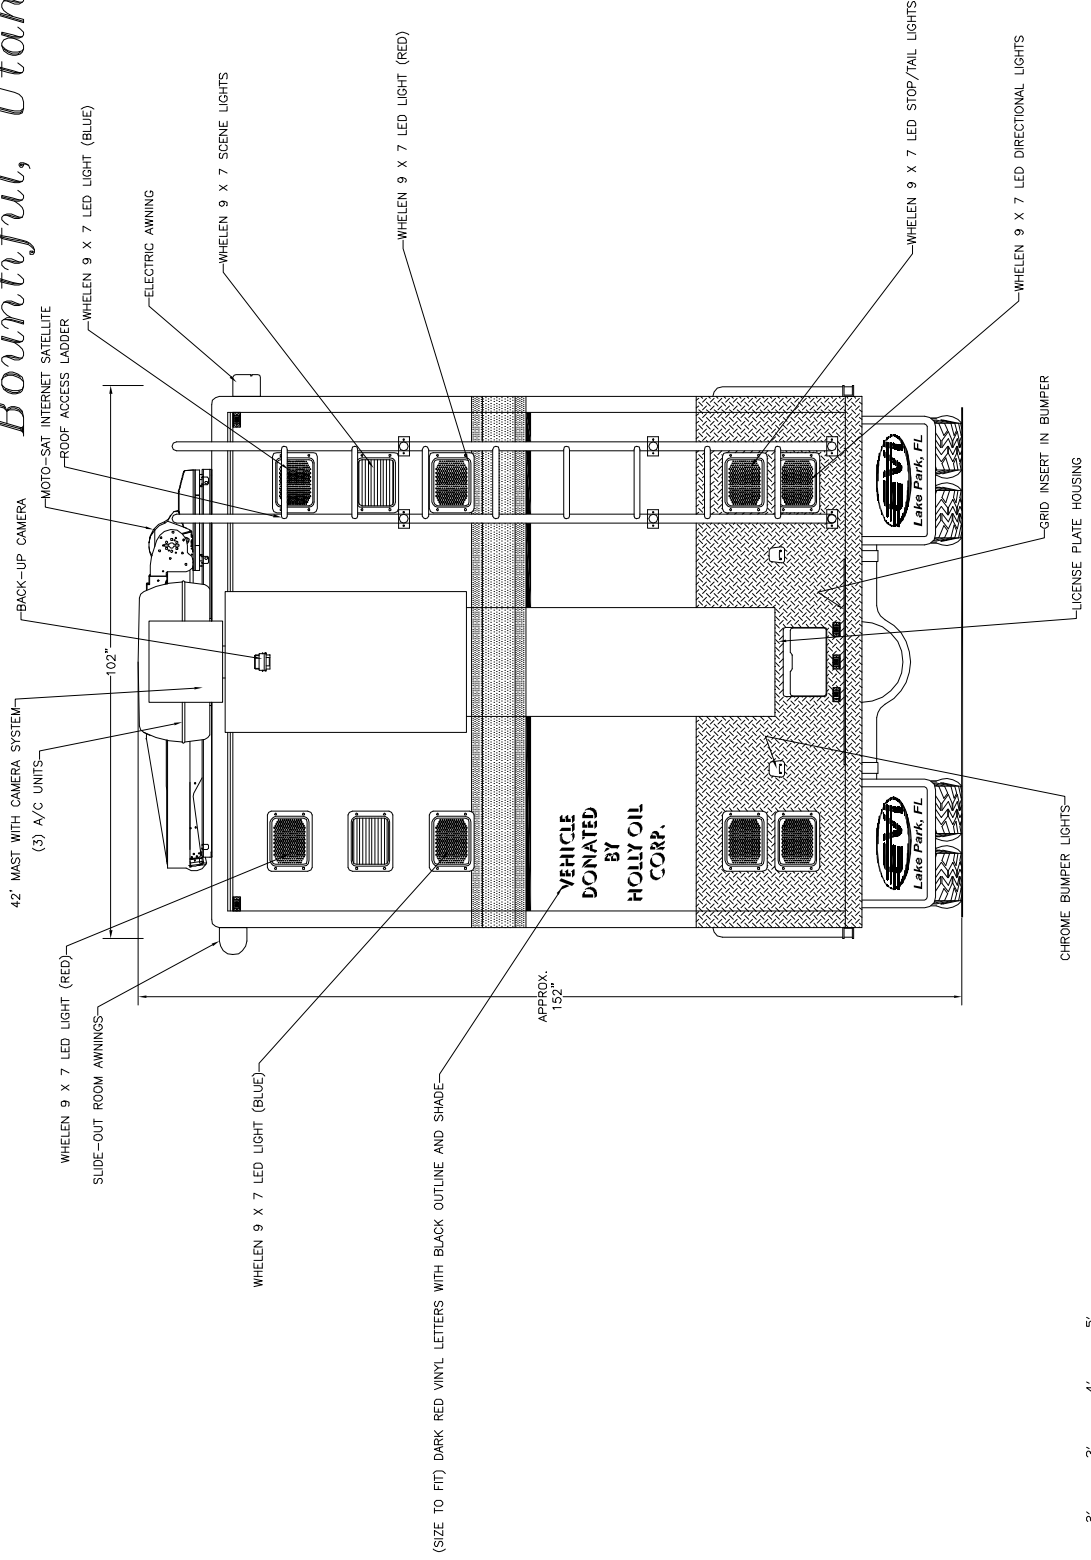 Bountiful, Utah
42' MAST WITH CAMERA SYSTEM
(3) A/C UNITS
BACK-UP CAMERA
MOTO-SAT INTERNET SATELLITE
ROOF ACCESS LADDER
WHELEN 9 X 7 LED LIGHT (BLUE)
ELECTRIC AWNING
WHELEN 9 X 7 SCENE LIGHTS
WHELEN 9 X 7 LED LIGHT (RED)
WHELEN 9 X 7 LED STOP/TAIL LIGHTS
WHELEN 9 X 7 LED DIRECTIONAL LIGHTS
GRID INSERT IN BUMPER
LICENSE PLATE HOUSING
CHROME BUMPER LIGHTS
102"
WHELEN 9 X 7 LED LIGHT (RED)
SLIDE-OUT ROOM AWNINGS
WHELEN 9 X 7 LED LIGHT (BLUE)
(SIZE TO FIT) DARK RED VINYL LETTERS WITH BLACK OUTLINE AND SHADE
APPROX.
152"
VEHICLE
DONATED
BY
HOLLY OIL
CORP.
Lake Park, FL
Lake Park, FL
3'
4'
5'